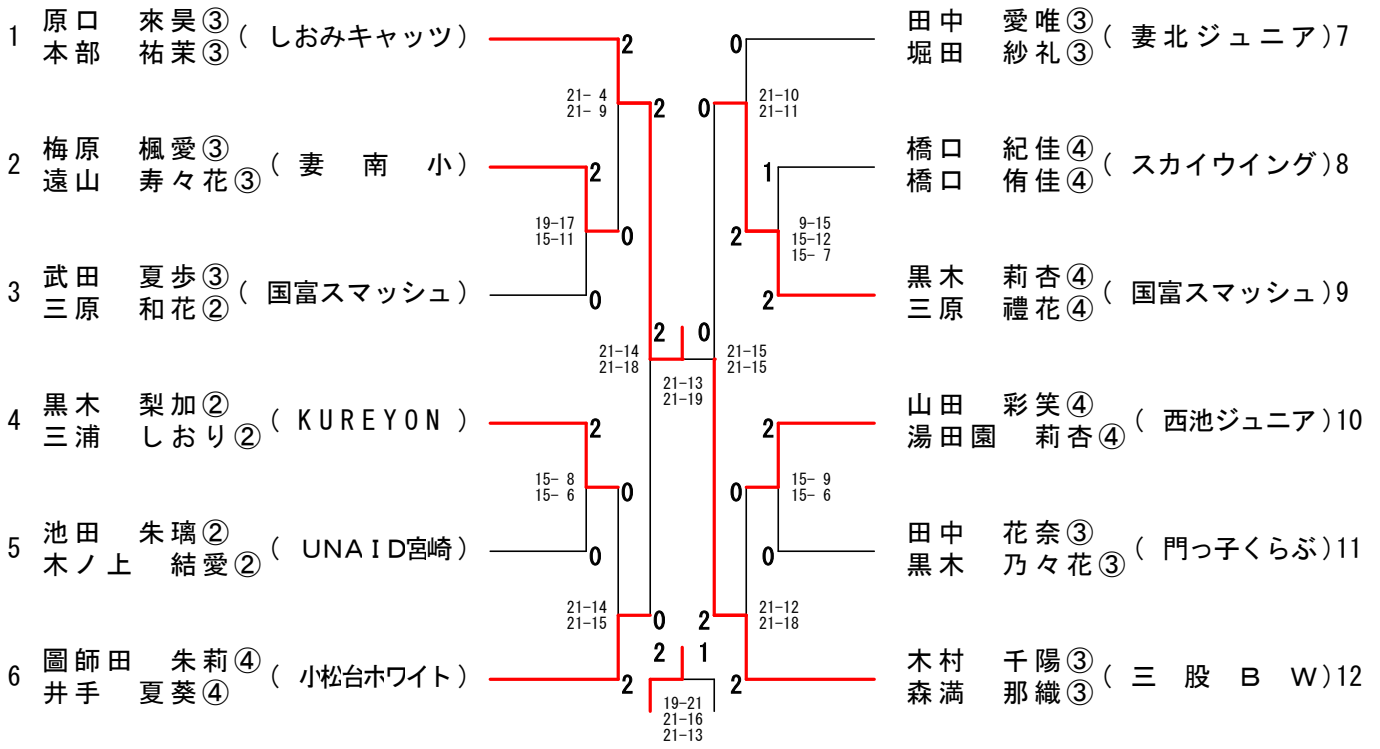 1 原口 來昊③ ( しおみキャッツ )
本部 祐茉③
2 梅原 楓愛③ ( 妻南小 )
遠山 寿々花③
3 武田 夏歩③ ( 国富スマッシュ )
三原 和花②
4 黒木 梨加② ( KUREYON )
三浦 しおり②
5 池田 朱璃② ( UNAID宮崎 )
木ノ上 結愛②
6 圖師田 朱莉④ ( 小松台ホワイト )
井手 夏葵④
2
21- 4
21- 9
2
2
19-17
15-11
0
0
2
21-14
21-18
2
15- 8
15- 6
0
0
21-14
21-15
0
2
0
21-13
21-19
2 1
19-21
21-16
21-13
0
0
21-10
21-11
1
2
9-15
15-12
15- 7
2
21-15
21-15
2
0
15- 9
15- 6
0
2
21-12
21-18
2
田中 愛唯③ ( 妻北ジュニア ) 7
堀田 紗礼③
橋口 紀佳④ ( スカイウイング ) 8
橋口 侑佳④
黒木 莉杏④ ( 国富スマッシュ ) 9
三原 禮花④
山田 彩笑④ ( 西池ジュニア ) 10
湯田園 莉杏④
田中 花奈③ ( 門っ子くらぶ ) 11
黒木 乃々花③
木村 千陽③ ( 三股BW ) 12
森満 那織③